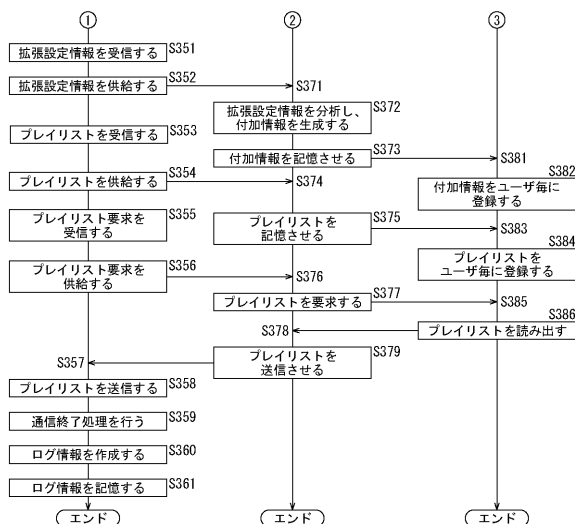 ① ② ③
拡張設定情報を受信する S351
拡張設定情報を供給する S352
S371
拡張設定情報を分析し、
付加情報を生成する S372
プレイリストを受信する S353
付加情報を記憶させる S373
S381
プレイリストを供給する S354
S374
付加情報をユーザ毎に
登録する S382
プレイリスト要求を
受信する S355
プレイリストを
記憶させる S375
S383
プレイリストを
ユーザ毎に登録する S384
プレイリスト要求を
供給する S356
S376
プレイリストを要求する S377
S385
プレイリストを読み出す S386
S378
プレイリストを
送信させる S379
S357
プレイリストを送信する S358
通信終了処理を行う S359
ログ情報を作成する S360
ログ情報を記憶する S361
エンド エンド エンド